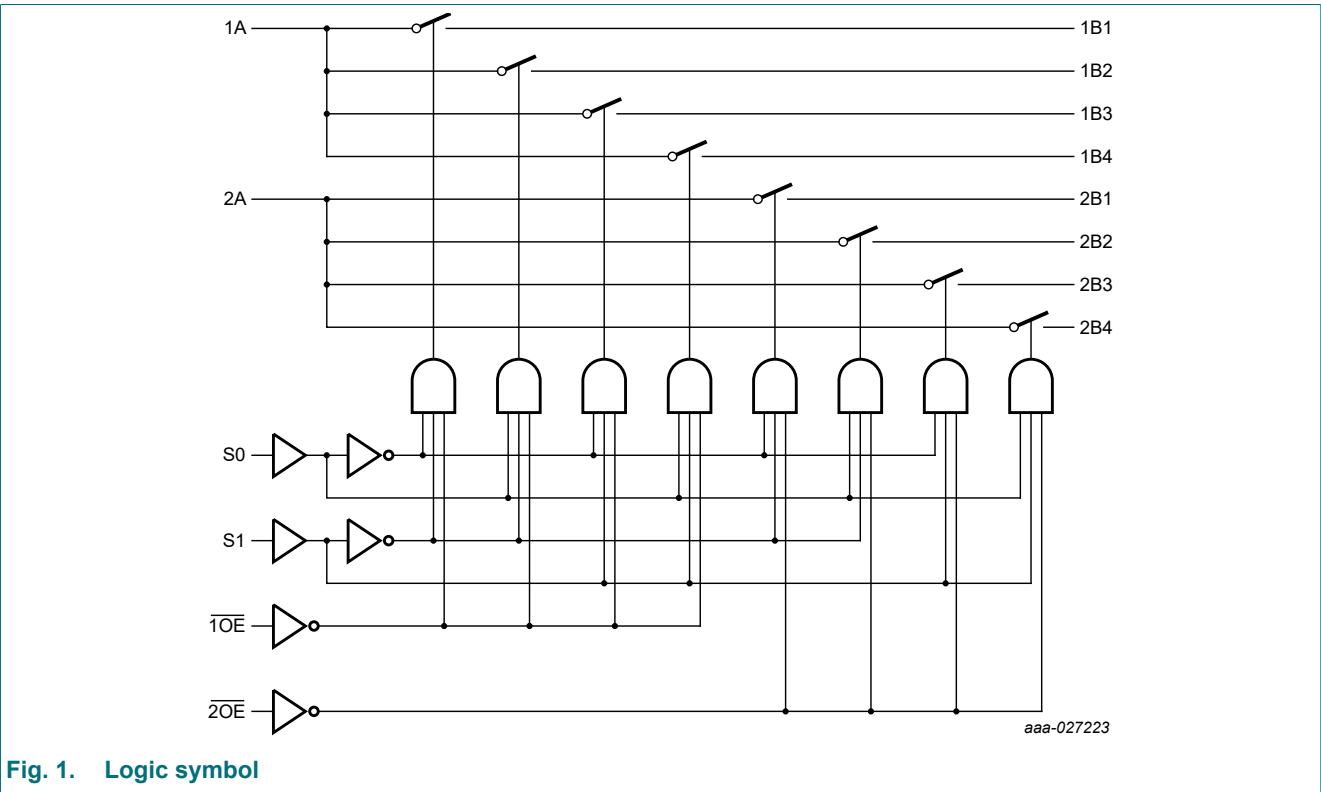 1A
1B1
1B2
1B3
1B4
2A
2B1
2B2
2B3
2B4
S0
S1
1OE
2OE
aaa-027223
Fig. 1. Logic symbol